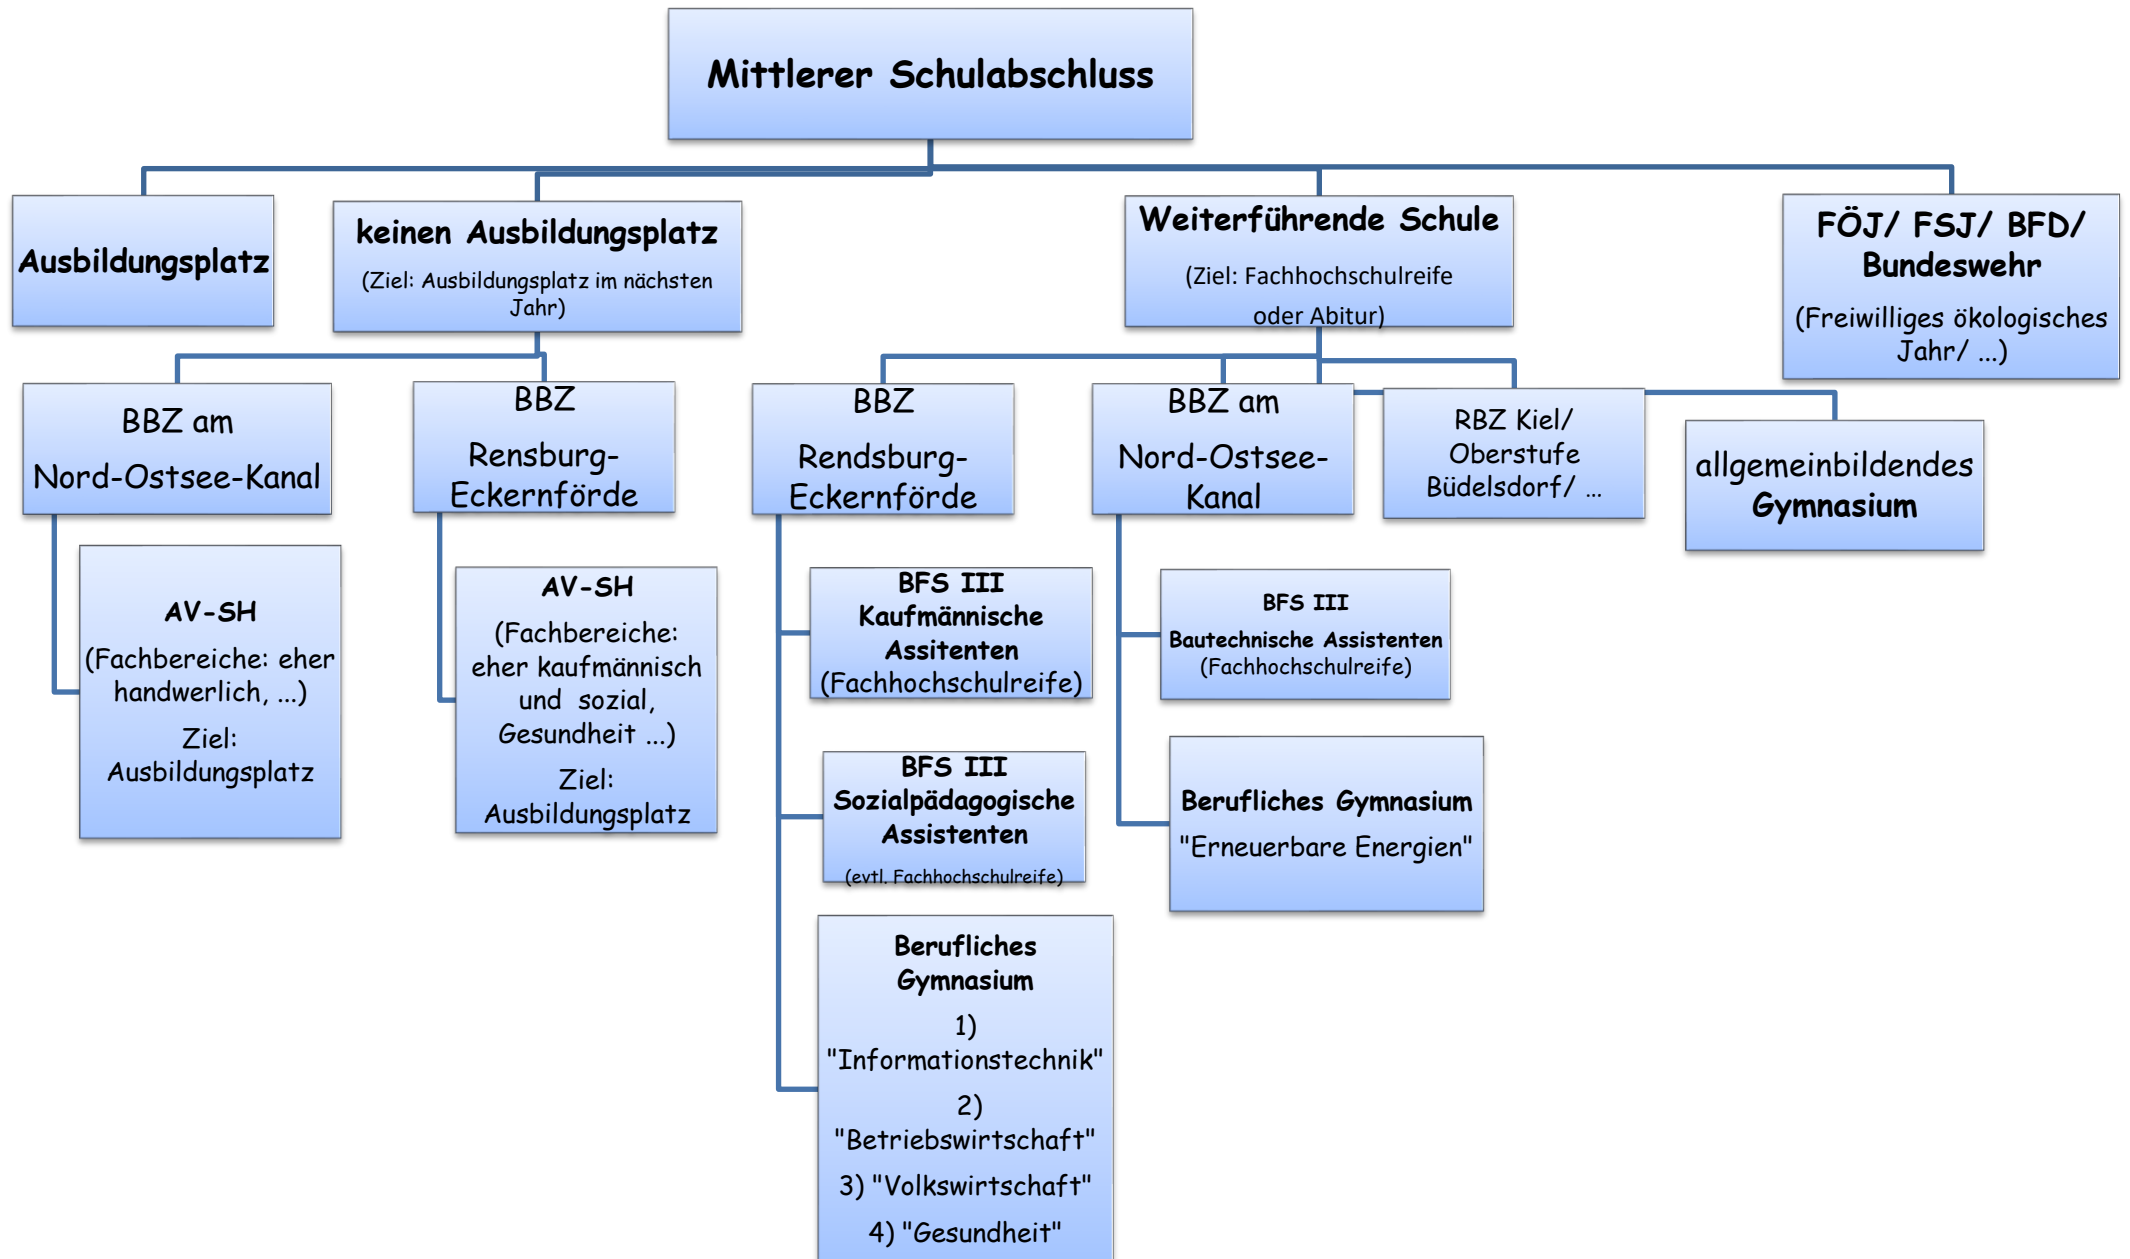 Mittlerer Schulabschluss
Ausbildungsplatz
keinen Ausbildungsplatz
(Ziel: Ausbildungsplatz im nächsten
Jahr)
Weiterführende Schule
(Ziel: Fachhochschulreife
oder Abitur)
FÖJ/ FSJ/ BFD/
Bundeswehr
(Freiwilliges ökologisches
Jahr/ ...)
BBZ am
Nord-Ostsee-Kanal
BBZ
Rensburg-
Eckernförde
BBZ
Rendsburg-
Eckernförde
BBZ am
Nord-Ostsee-
Kanal
RBZ Kiel/
Oberstufe
Büdelsdorf/ ...
allgemeinbildendes
Gymnasium
AV-SH
(Fachbereiche: eher
handwerlich, ...)
Ziel:
Ausbildungsplatz
AV-SH
(Fachbereiche:
eher kaufmännisch
und sozial,
Gesundheit ...)
Ziel:
Ausbildungsplatz
BFS III
Kaufmännische
Assitenten
(Fachhochschulreife)
BFS III
Sozialpädagogische
Assistenten
(evtl. Fachhochschulreife)
Berufliches
Gymnasium
1)
"Informationstechnik"
2)
"Betriebswirtschaft"
3) "Volkswirtschaft"
4) "Gesundheit"
BFS III
Bautechnische Assistenten
(Fachhochschulreife)
Berufliches Gymnasium
"Erneuerbare Energien"